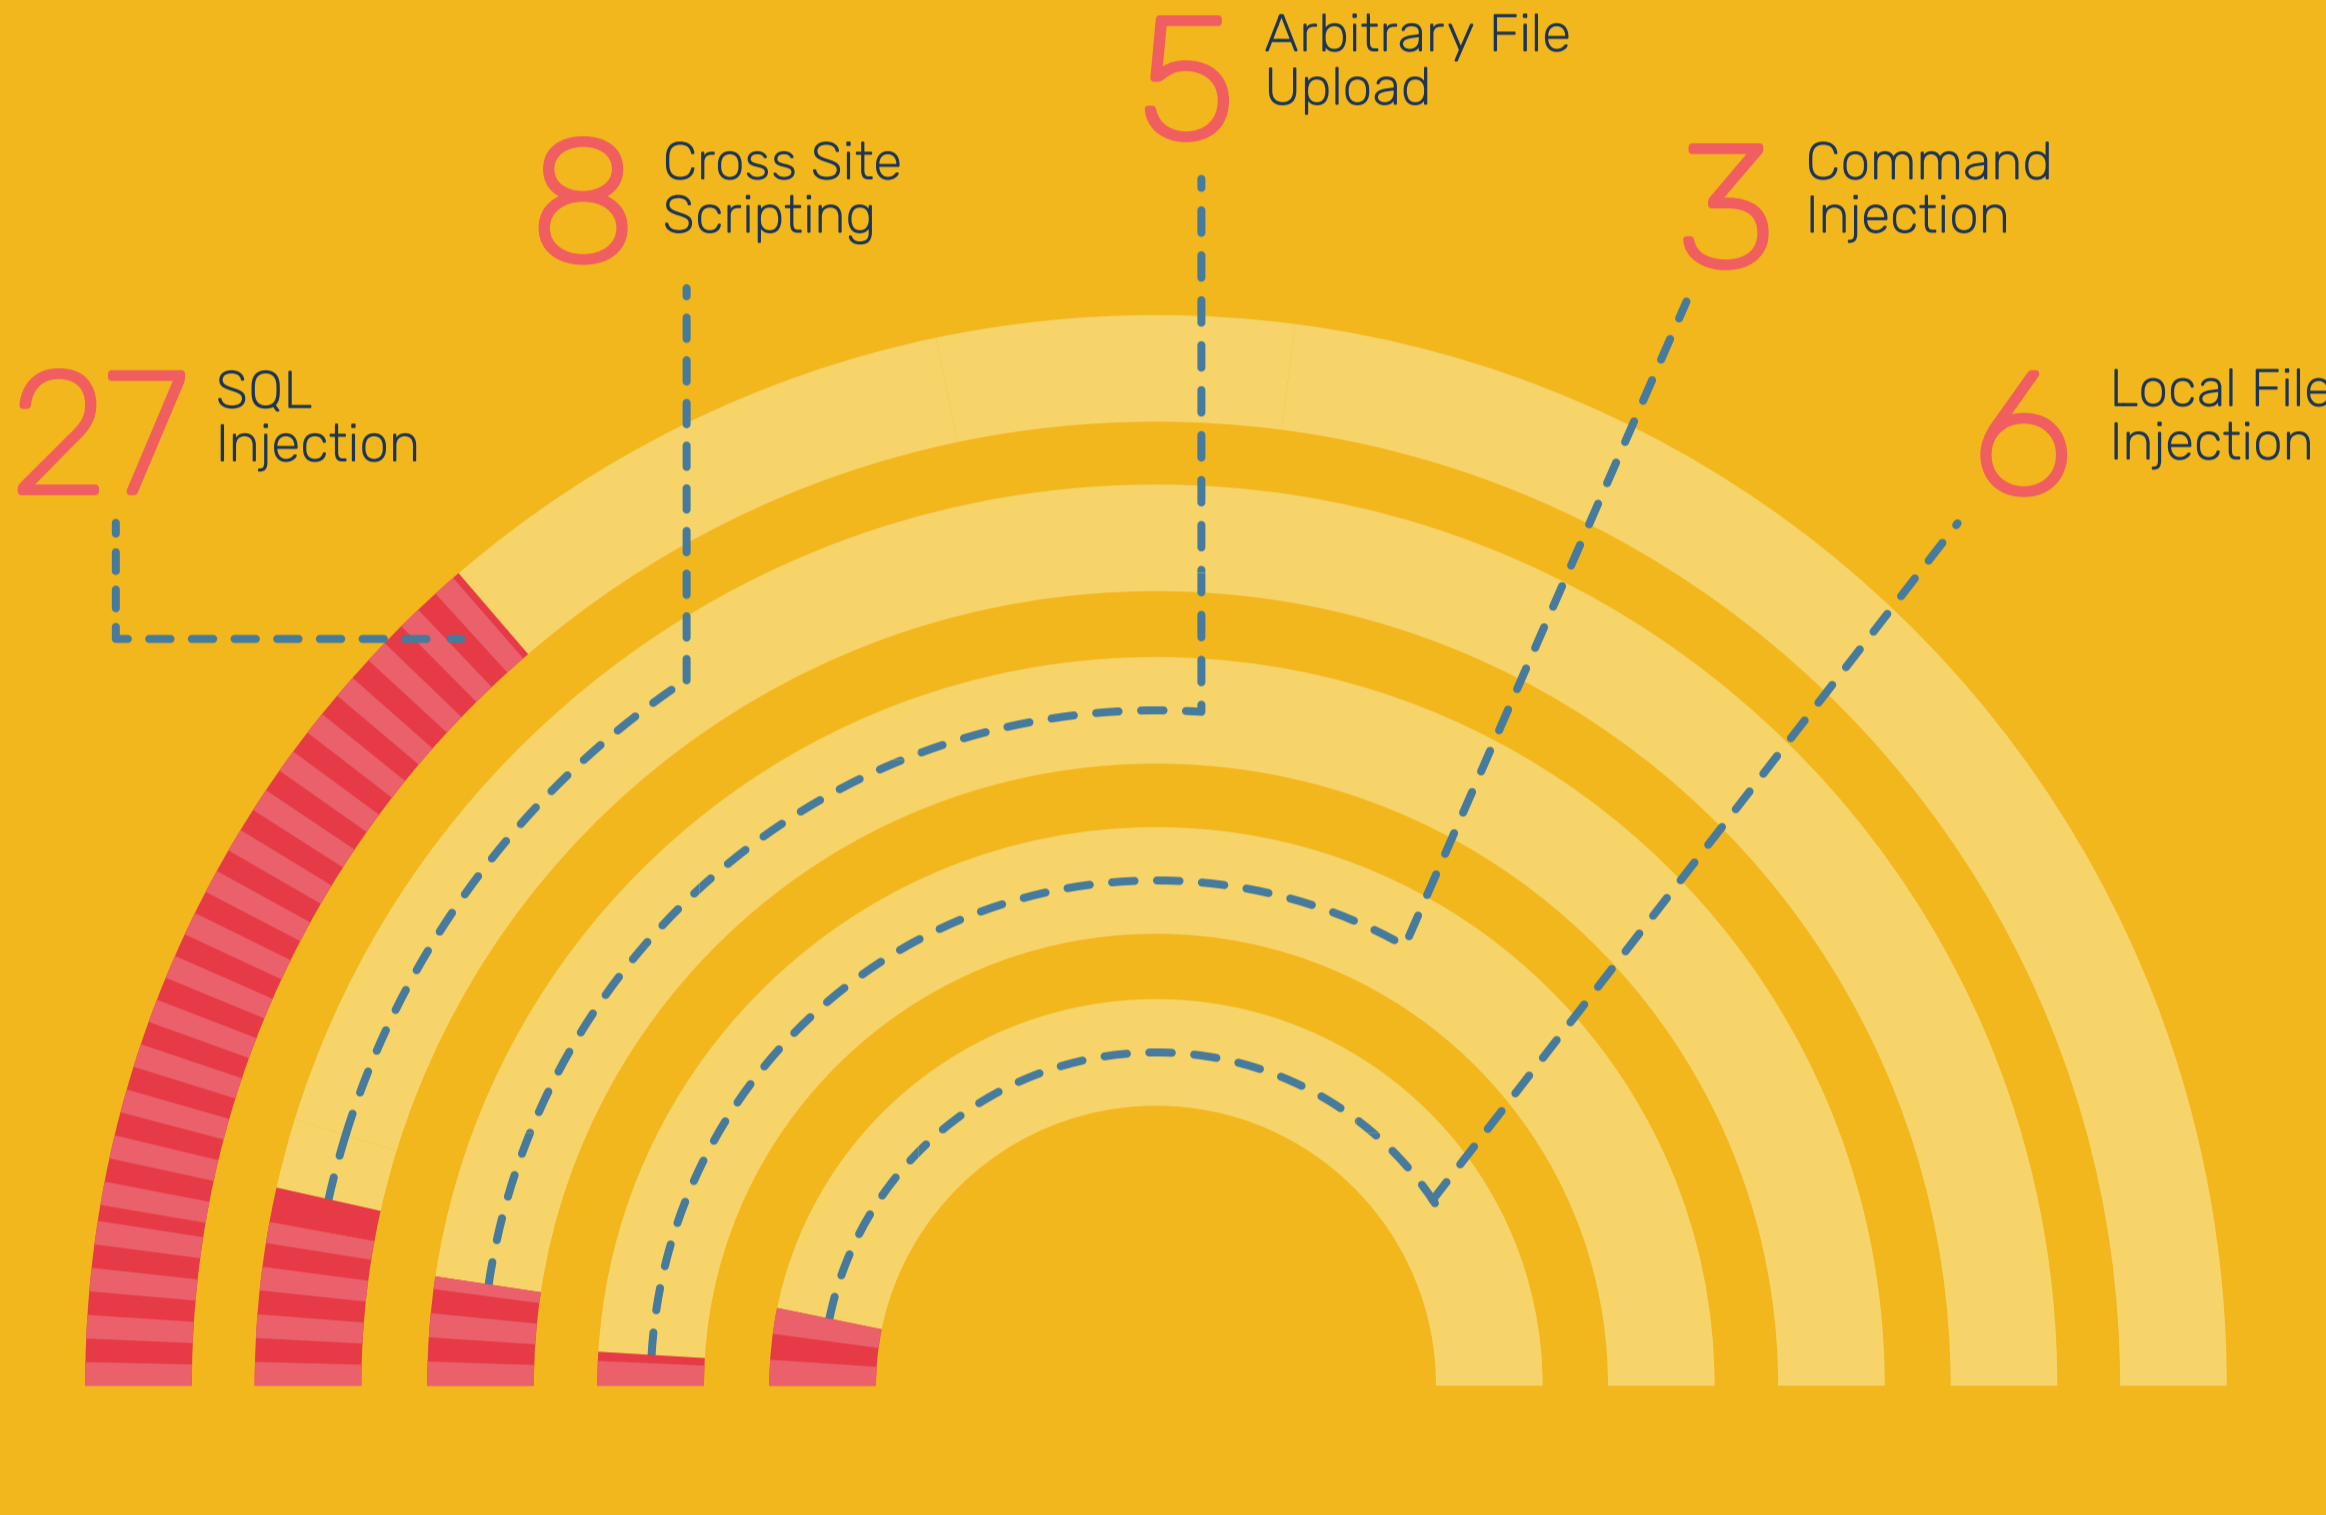 5
Arbitrary File
Upload
8
Cross Site
Scripting
3
Command
Injection
27
SQL
Injection
6
Local File
Injection